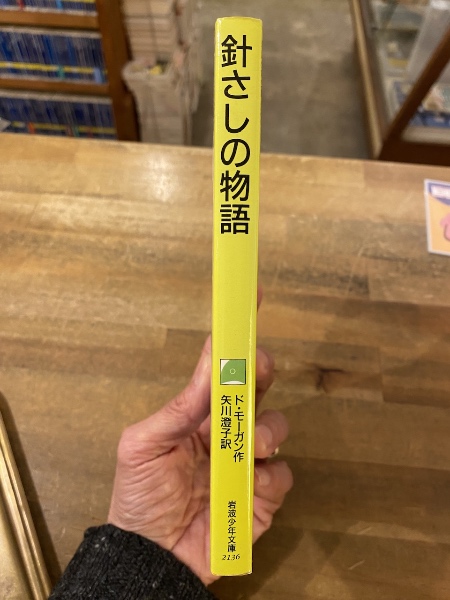 針さしの物語
ド・モーガン作
矢川澄子訳
岩波少年文庫
2136